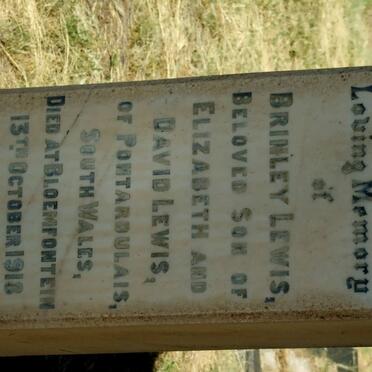 Loving Memory
of
BRINLEY LEWIS,
BELOVED SON OF
ELIZABETH AND
DAVID LEWIS,
OF PONTARDULAIS,
SOUTH WALES,
DIED AT BLOEMFONTEIN
13TH OCTOBER 1918